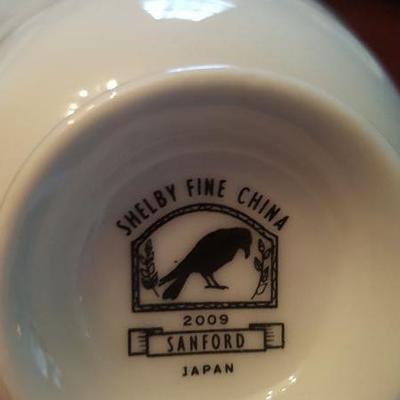 SHELBY FINE CHINA
2009
SANFORD
JAPAN